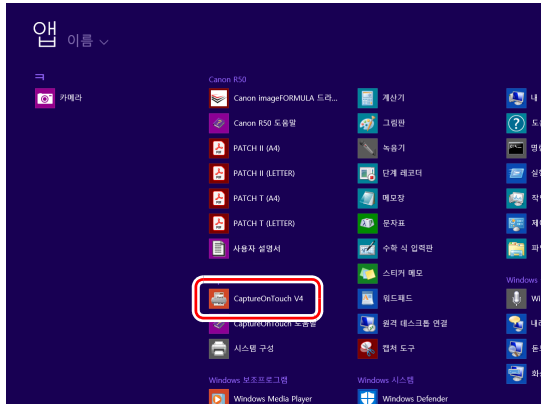 앱 이름
ㅋ
카메라
Canon R50
Canon imageFORMULA 드라...
Canon R50 도움말
PATCH II (A4)
PATCH II (LETTER)
PATCH T (A4)
PATCH T (LETTER)
사용자 설명서
CaptureOnTouch V4
CaptureOnTouch 도움말
시스템 구성
Windows 보조프로그램
Windows Media Player
계산기
그림판
녹음기
단계 레코더
메모장
문자표
수학 식 입력판
스티커 메모
워드패드
원격 데스크톱 연결
캡처 도구
Windows 시스템
Windows Defender
내
Windows